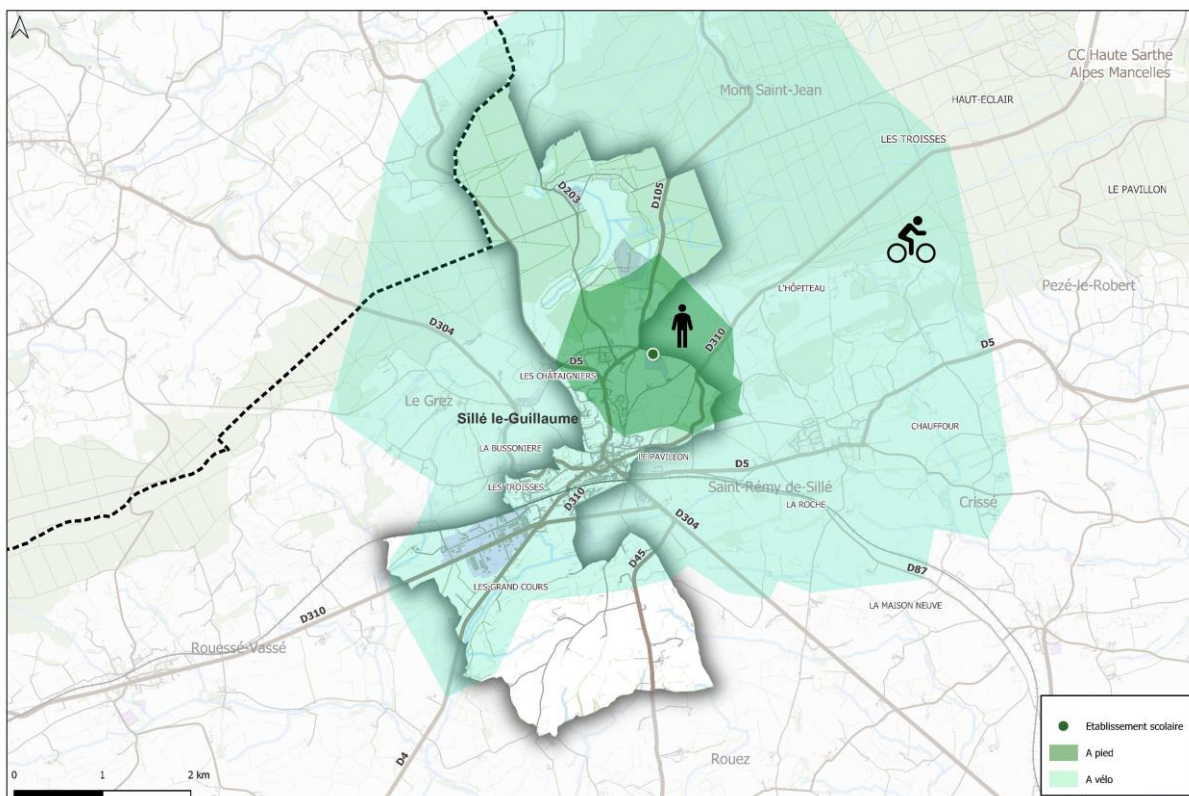 CC Haute Sarthe
Alpes Mancelles
Mont Saint-Jean
HAUT-ECLAIR
LES TROISSES
LE PAVILLON
D203
D105
Pezé-le-Robert
L'HÔPITEAU
D304
D310
D5
D5
LES CHÂTAIGNIERS
Le Grez
Sillé le-Guillaume
CHAUFFOUR
LA BUSSONIERE
LE PAVILLON
D5
LES TROISSES
Saint-Rémy de-Sillé
D310
LA ROCHE
Crissé
D304
D45
D87
LES GRAND COURS
LA MAISON NEUVE
D310
Rouessé-Vassé
D4
Rouez
Etablissement scolaire
A pied
A vélo
0 1 2 km